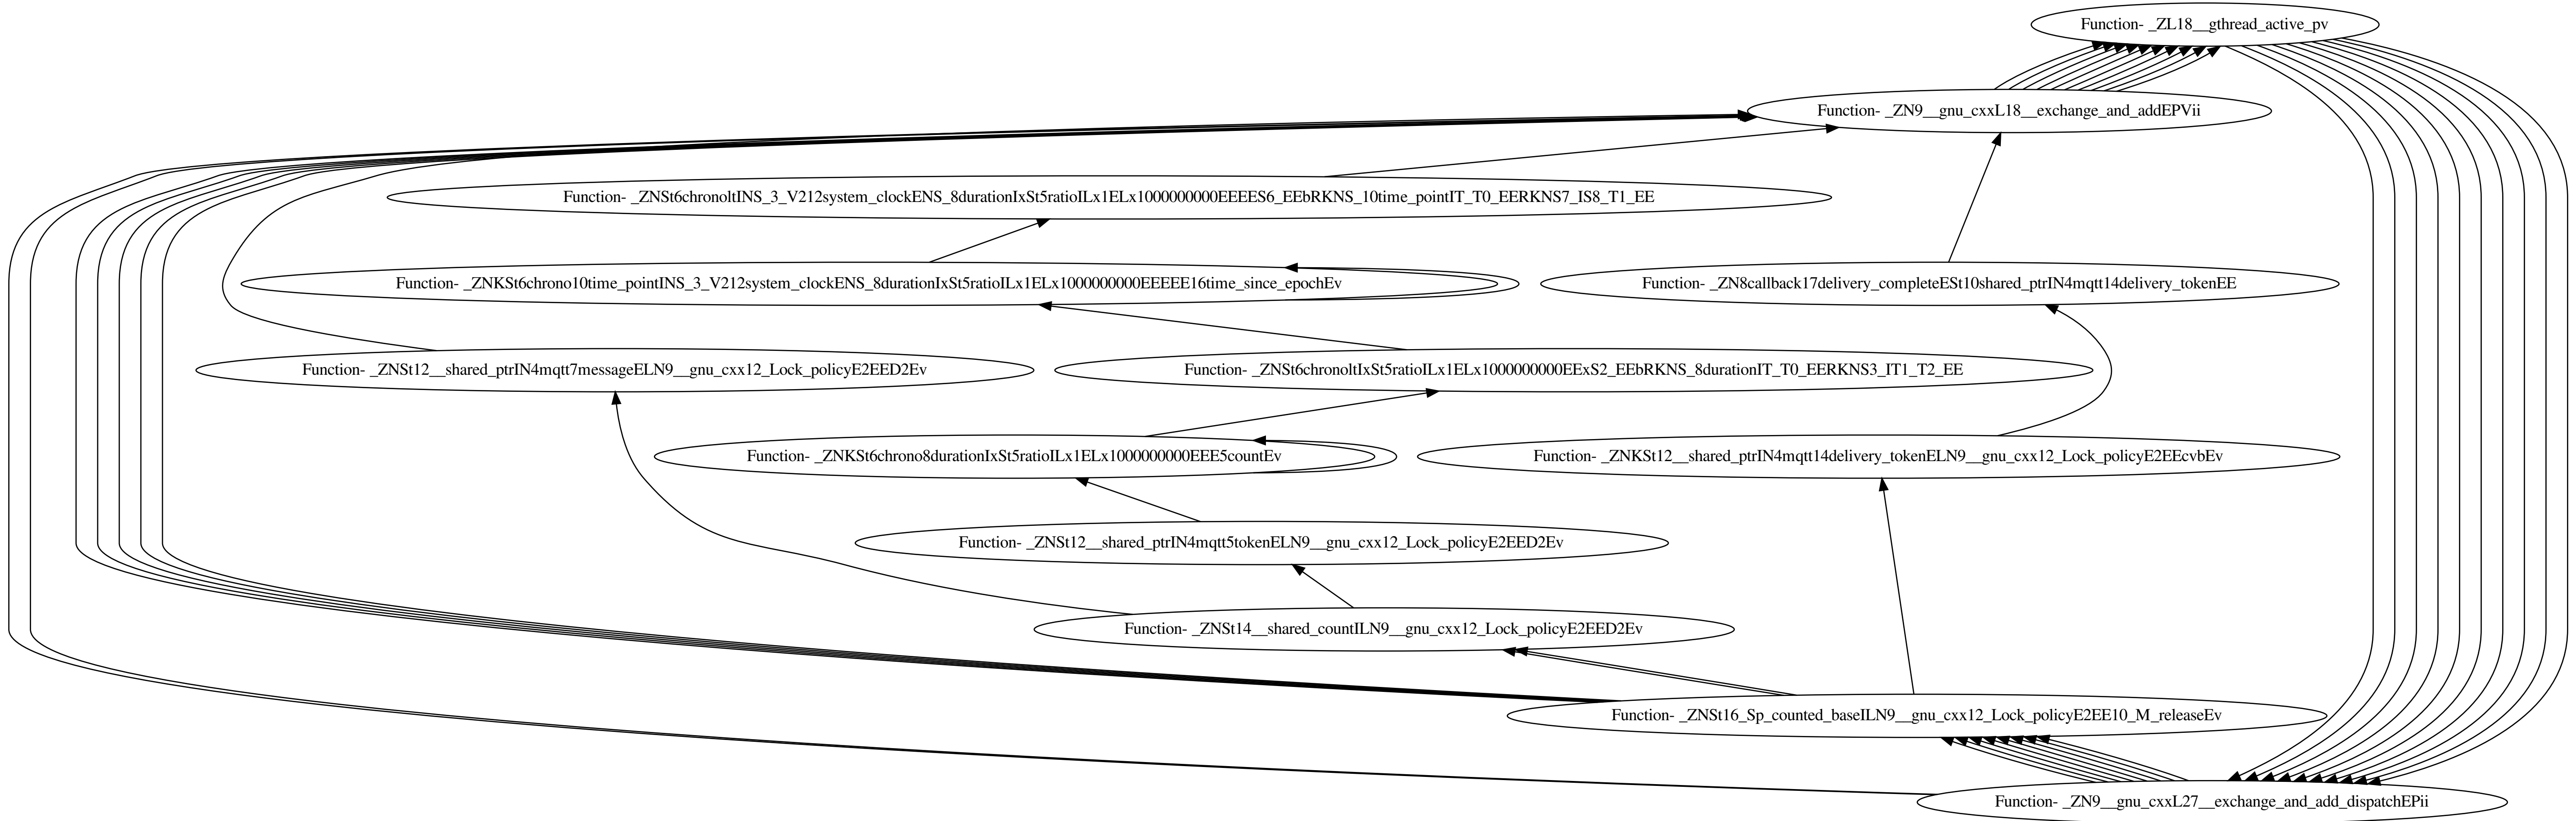 Function- _ZL18__gthread_active_pv
Function- _ZN9__gnu_cxxL18__exchange_and_addEPVii
Function- _ZNSt6chronoltINS_3_V212system_clockENS_8durationIxSt5ratioILx1ELx1000000000EEEEES6_EEbRKNS_10time_pointIT_T0_EERKNS7_IS8_T1_EE
Function- _ZNKSt6chrono10time_pointINS_3_V212system_clockENS_8durationIxSt5ratioILx1ELx1000000000EEEEE16time_since_epochEv
Function- _ZN8callback17delivery_completeESt10shared_ptrIN4mqtt14delivery_tokenEE
Function- _ZNSt12__shared_ptrIN4mqtt7messageELN9__gnu_cxx12_Lock_policyE2EED2Ev
Function- _ZNSt6chronoltIxSt5ratioILx1ELx1000000000EExS2_EEbRKNS_8durationIT_T0_EERKNS3_IT1_T2_EE
Function- _ZNKSt6chrono8durationIxSt5ratioILx1ELx1000000000EEE5countEv
Function- _ZNKSt12__shared_ptrIN4mqtt14delivery_tokenELN9__gnu_cxx12_Lock_policyE2EEcvbEv
Function- _ZNSt12__shared_ptrIN4mqtt5tokenELN9__gnu_cxx12_Lock_policyE2EED2Ev
Function- _ZNSt14__shared_countILN9__gnu_cxx12_Lock_policyE2EED2Ev
Function- _ZNSt16_Sp_counted_baseILN9__gnu_cxx12_Lock_policyE2EE10_M_releaseEv
Function- _ZN9__gnu_cxxL27__exchange_and_add_dispatchEPii